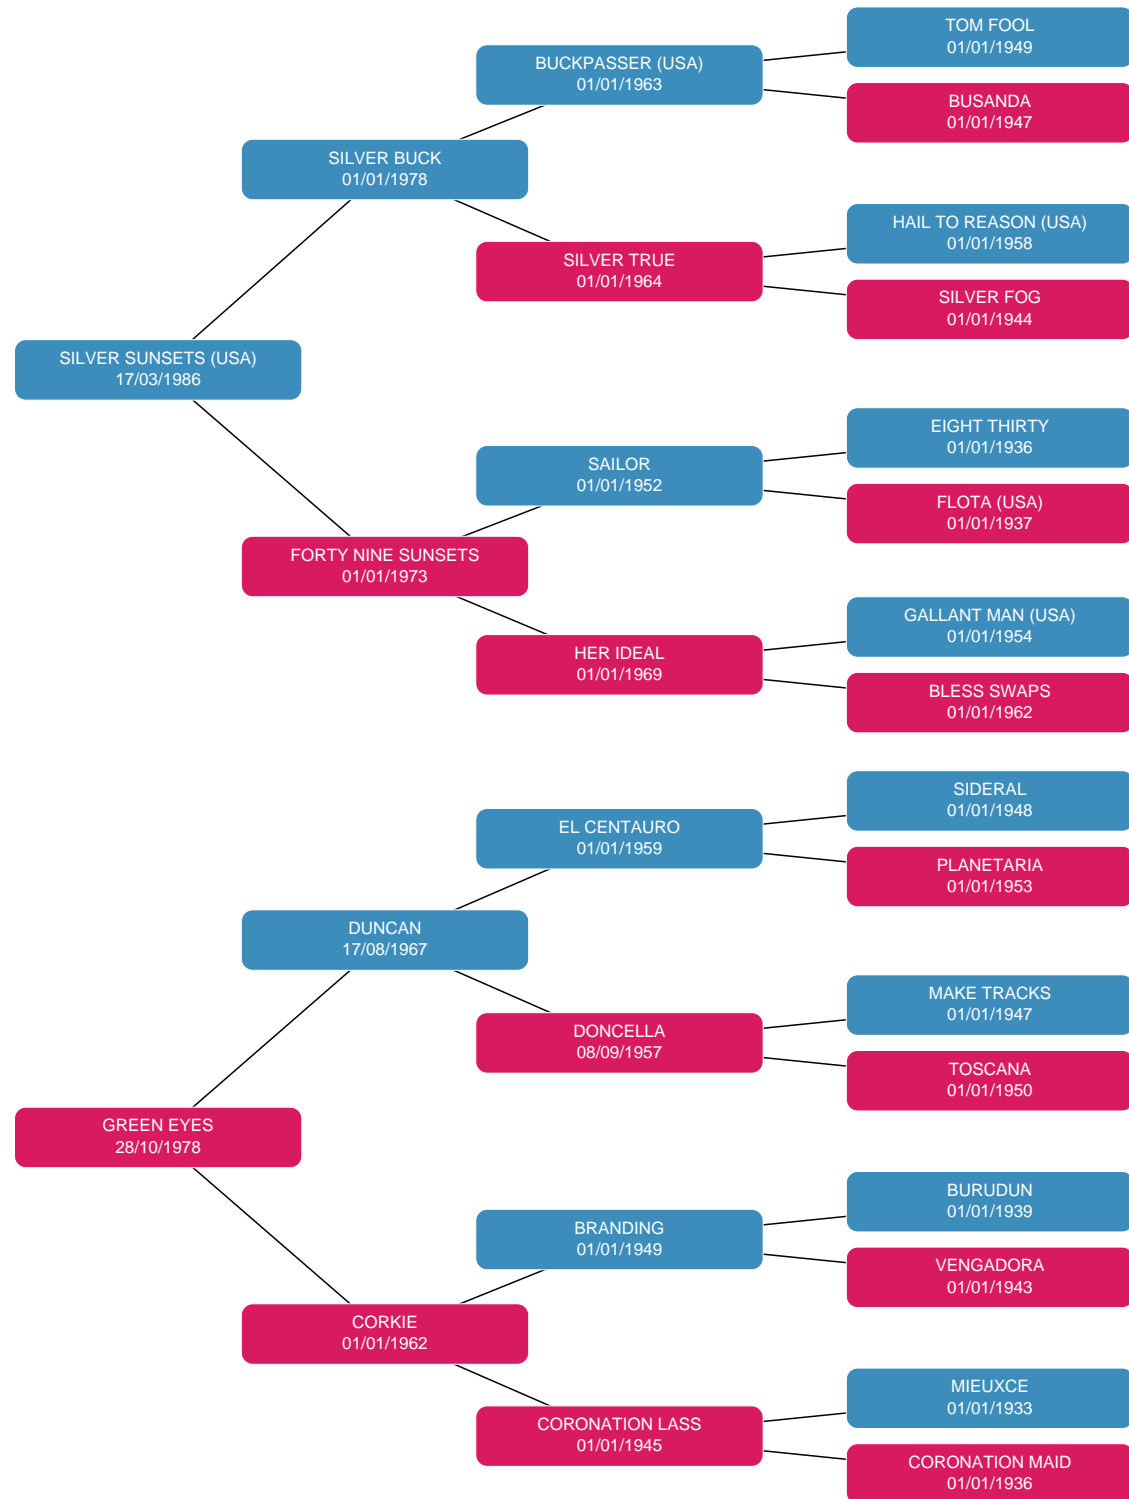 TOM FOOL
01/01/1949
BUCKPASSER (USA)
01/01/1963
BUSANDA
01/01/1947
SILVER BUCK
01/01/1978
HAIL TO REASON (USA)
01/01/1958
SILVER TRUE
01/01/1964
SILVER FOG
01/01/1944
SILVER SUNSETS (USA)
17/03/1986
EIGHT THIRTY
01/01/1936
SAILOR
01/01/1952
FLOTA (USA)
01/01/1937
FORTY NINE SUNSETS
01/01/1973
GALLANT MAN (USA)
01/01/1954
HER IDEAL
01/01/1969
BLESS SWAPS
01/01/1962
SIDERAL
01/01/1948
EL CENTAURO
01/01/1959
PLANETARIA
01/01/1953
DUNCAN
17/08/1967
MAKE TRACKS
01/01/1947
DONCELLA
08/09/1957
TOSCANA
01/01/1950
GREEN EYES
28/10/1978
BURUDUN
01/01/1939
BRANDING
01/01/1949
VENGADORA
01/01/1943
CORKIE
01/01/1962
MIEUXCE
01/01/1933
CORONATION LASS
01/01/1945
CORONATION MAID
01/01/1936